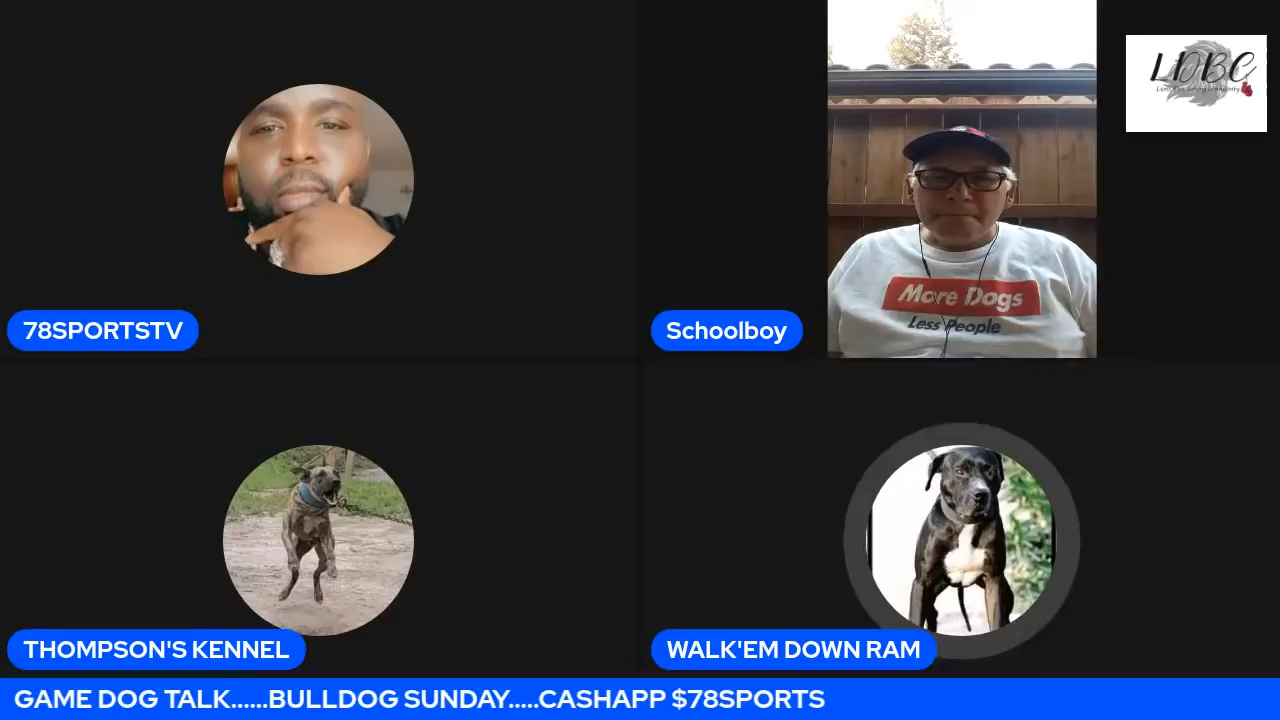 LDBC
More Dogs
Less People
78SPORTSTV
Schoolboy
THOMPSON'S KENNEL
WALK'EM DOWN RAM
GAME DOG TALK......BULLDOG SUNDAY.....CASHAPP $78SPORTS